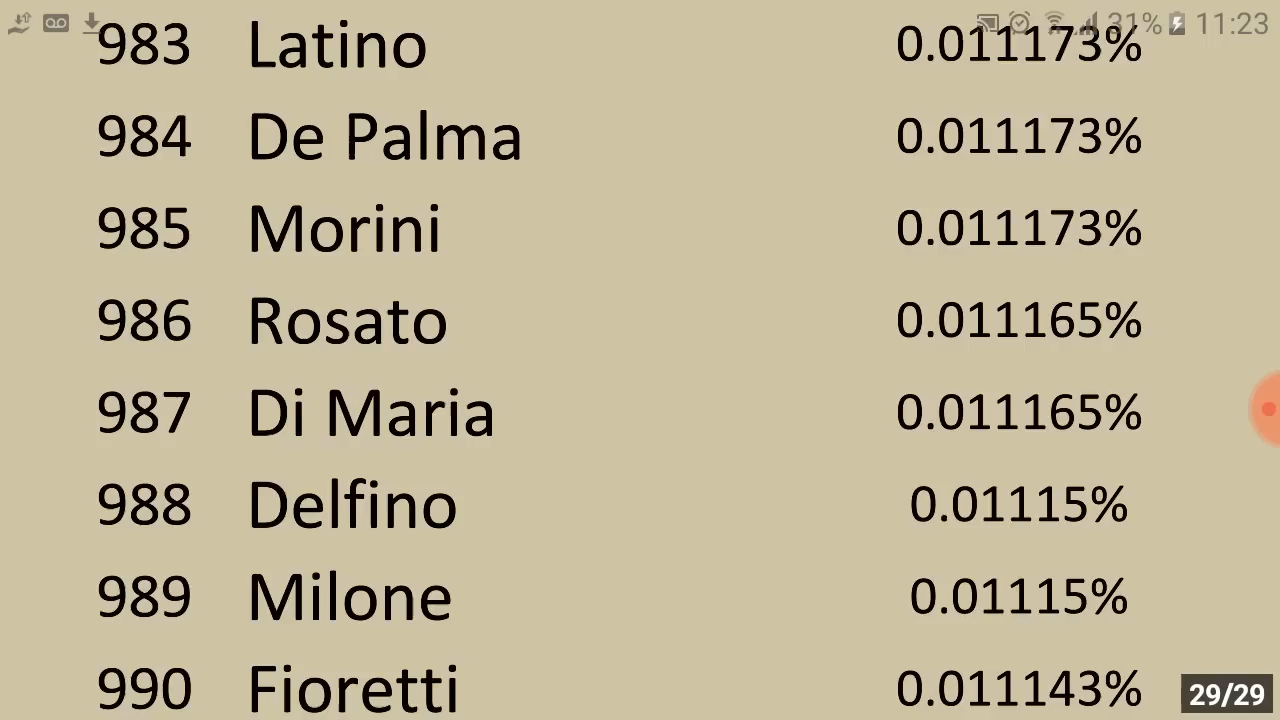 31% 11:23
983 Latino 0.011173%
984 De Palma 0.011173%
985 Morini 0.011173%
986 Rosato 0.011165%
987 Di Maria 0.011165%
988 Delfino 0.01115%
989 Milone 0.01115%
990 Fioretti 0.011143%
29/29